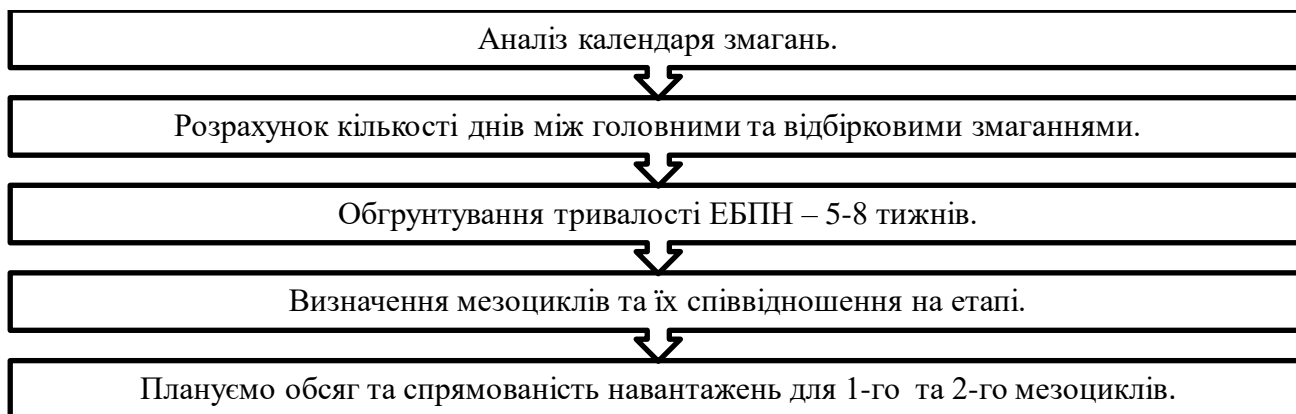 Аналіз календаря змагань.
Розрахунок кількості днів між головними та відбірковими змаганнями.
Обгрунтування тривалості ЕБПН – 5-8 тижнів.
Визначення мезоциклів та їх співвідношення на етапі.
Плануємо обсяг та спрямованість навантажень для 1-го та 2-го мезоциклів.